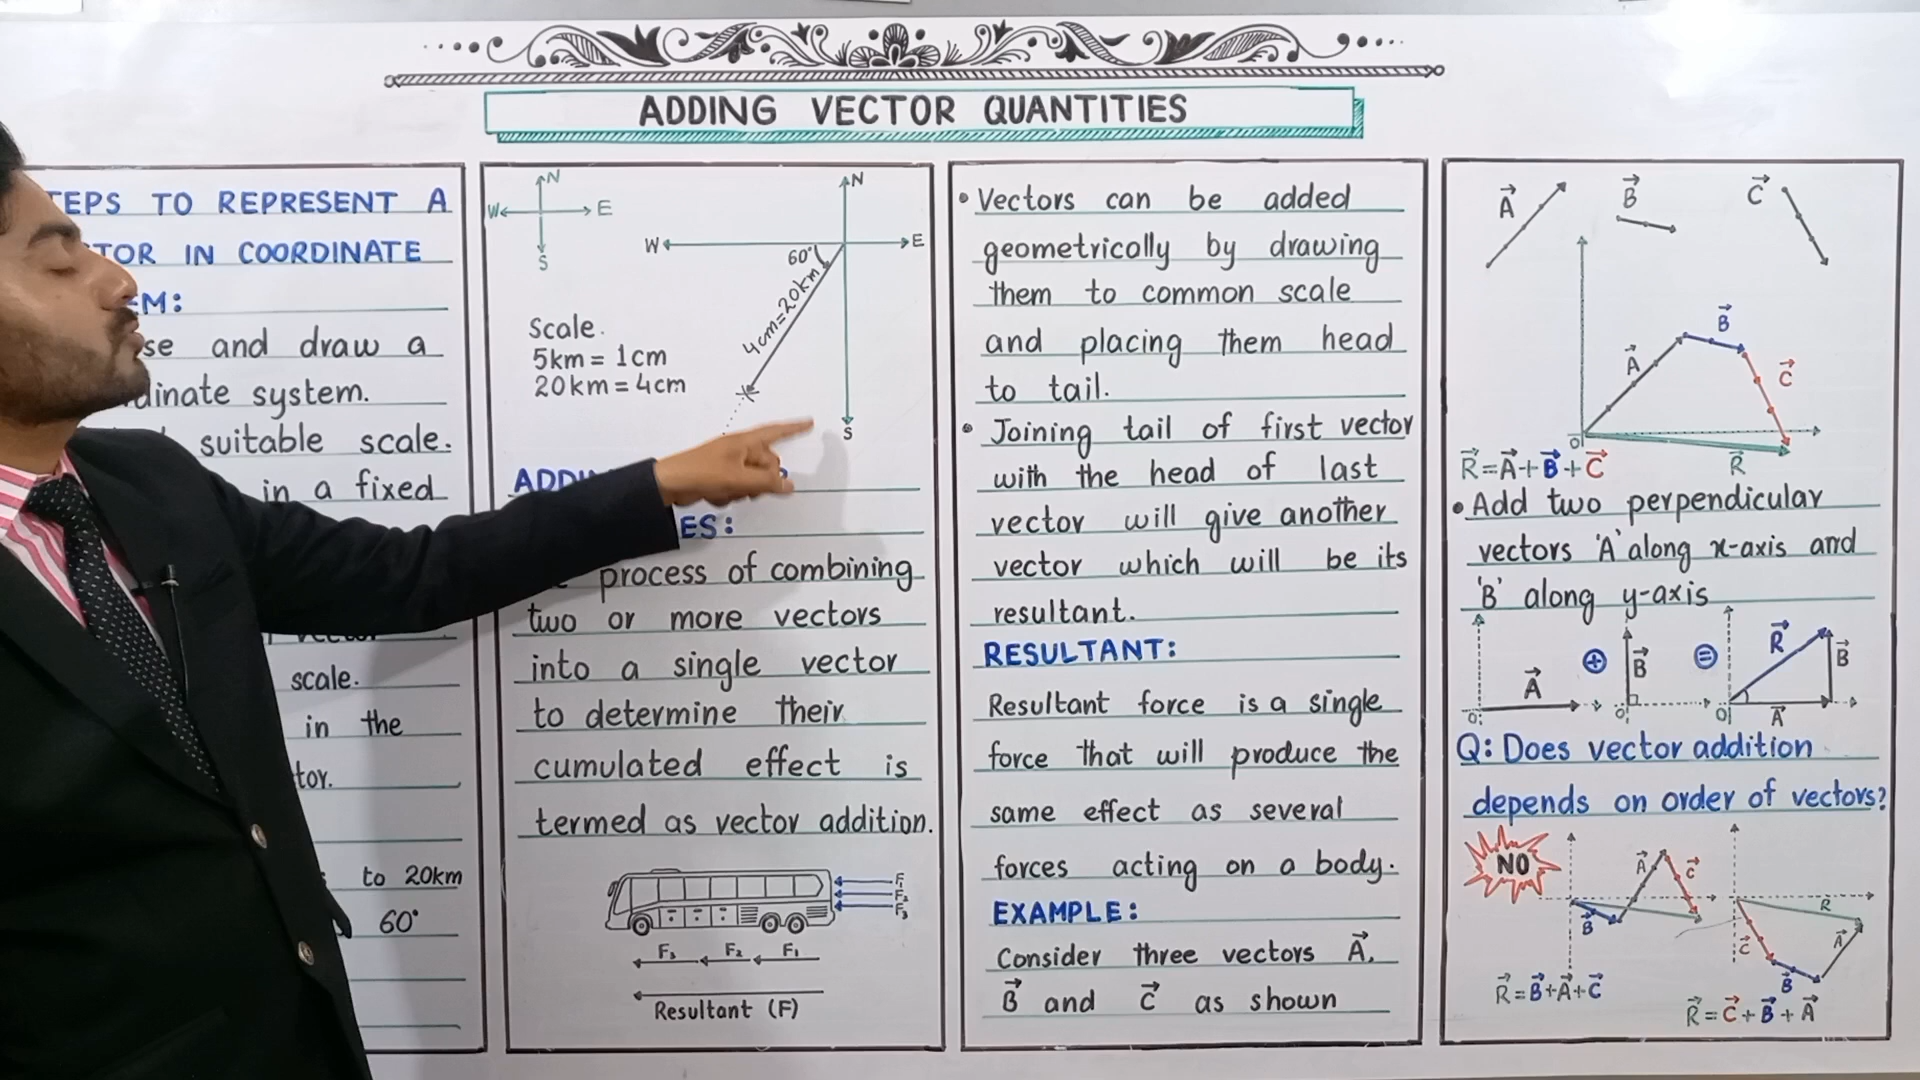 ADDING VECTOR QUANTITIES
TEPS TO REPRESENT A
TOR IN COORDINATE
EM:
se and draw a
dinate system.
suitable scale.
in a fixed
scale.
in the
tor.
to 20km
60°
N
W E
S
N
W E
60°
4cm=20km
S
Scale.
5km = 1cm
20km = 4cm
ADDI
ES:
process of combining
two or more vectors
into a single vector
to determine their
cumulated effect is
termed as vector addition.
F₁
F₂
F₃
F₃ F₂ F₁
Resultant (F)
• Vectors can be added
geometrically by drawing
them to common scale
and placing them head
to tail.
• Joining tail of first vector
with the head of last
vector will give another
vector which will be its
resultant.
RESULTANT:
Resultant force is a single
force that will produce the
same effect as several
forces acting on a body.
EXAMPLE:
Consider three vectors A⃗,
B⃗ and C⃗ as shown
A⃗ B⃗ C⃗
B⃗
A⃗ C⃗
O
R⃗
R⃗=A⃗+B⃗+C⃗
• Add two perpendicular
vectors 'A' along x-axis and
'B' along y-axis
A⃗ + B⃗ = R⃗ B⃗
O O O A⃗
Q: Does vector addition
depends on order of vectors?
NO
A⃗ C⃗
B⃗
R
C⃗ A⃗
B⃗
R⃗=B⃗+A⃗+C⃗
R⃗=C⃗+B⃗+A⃗